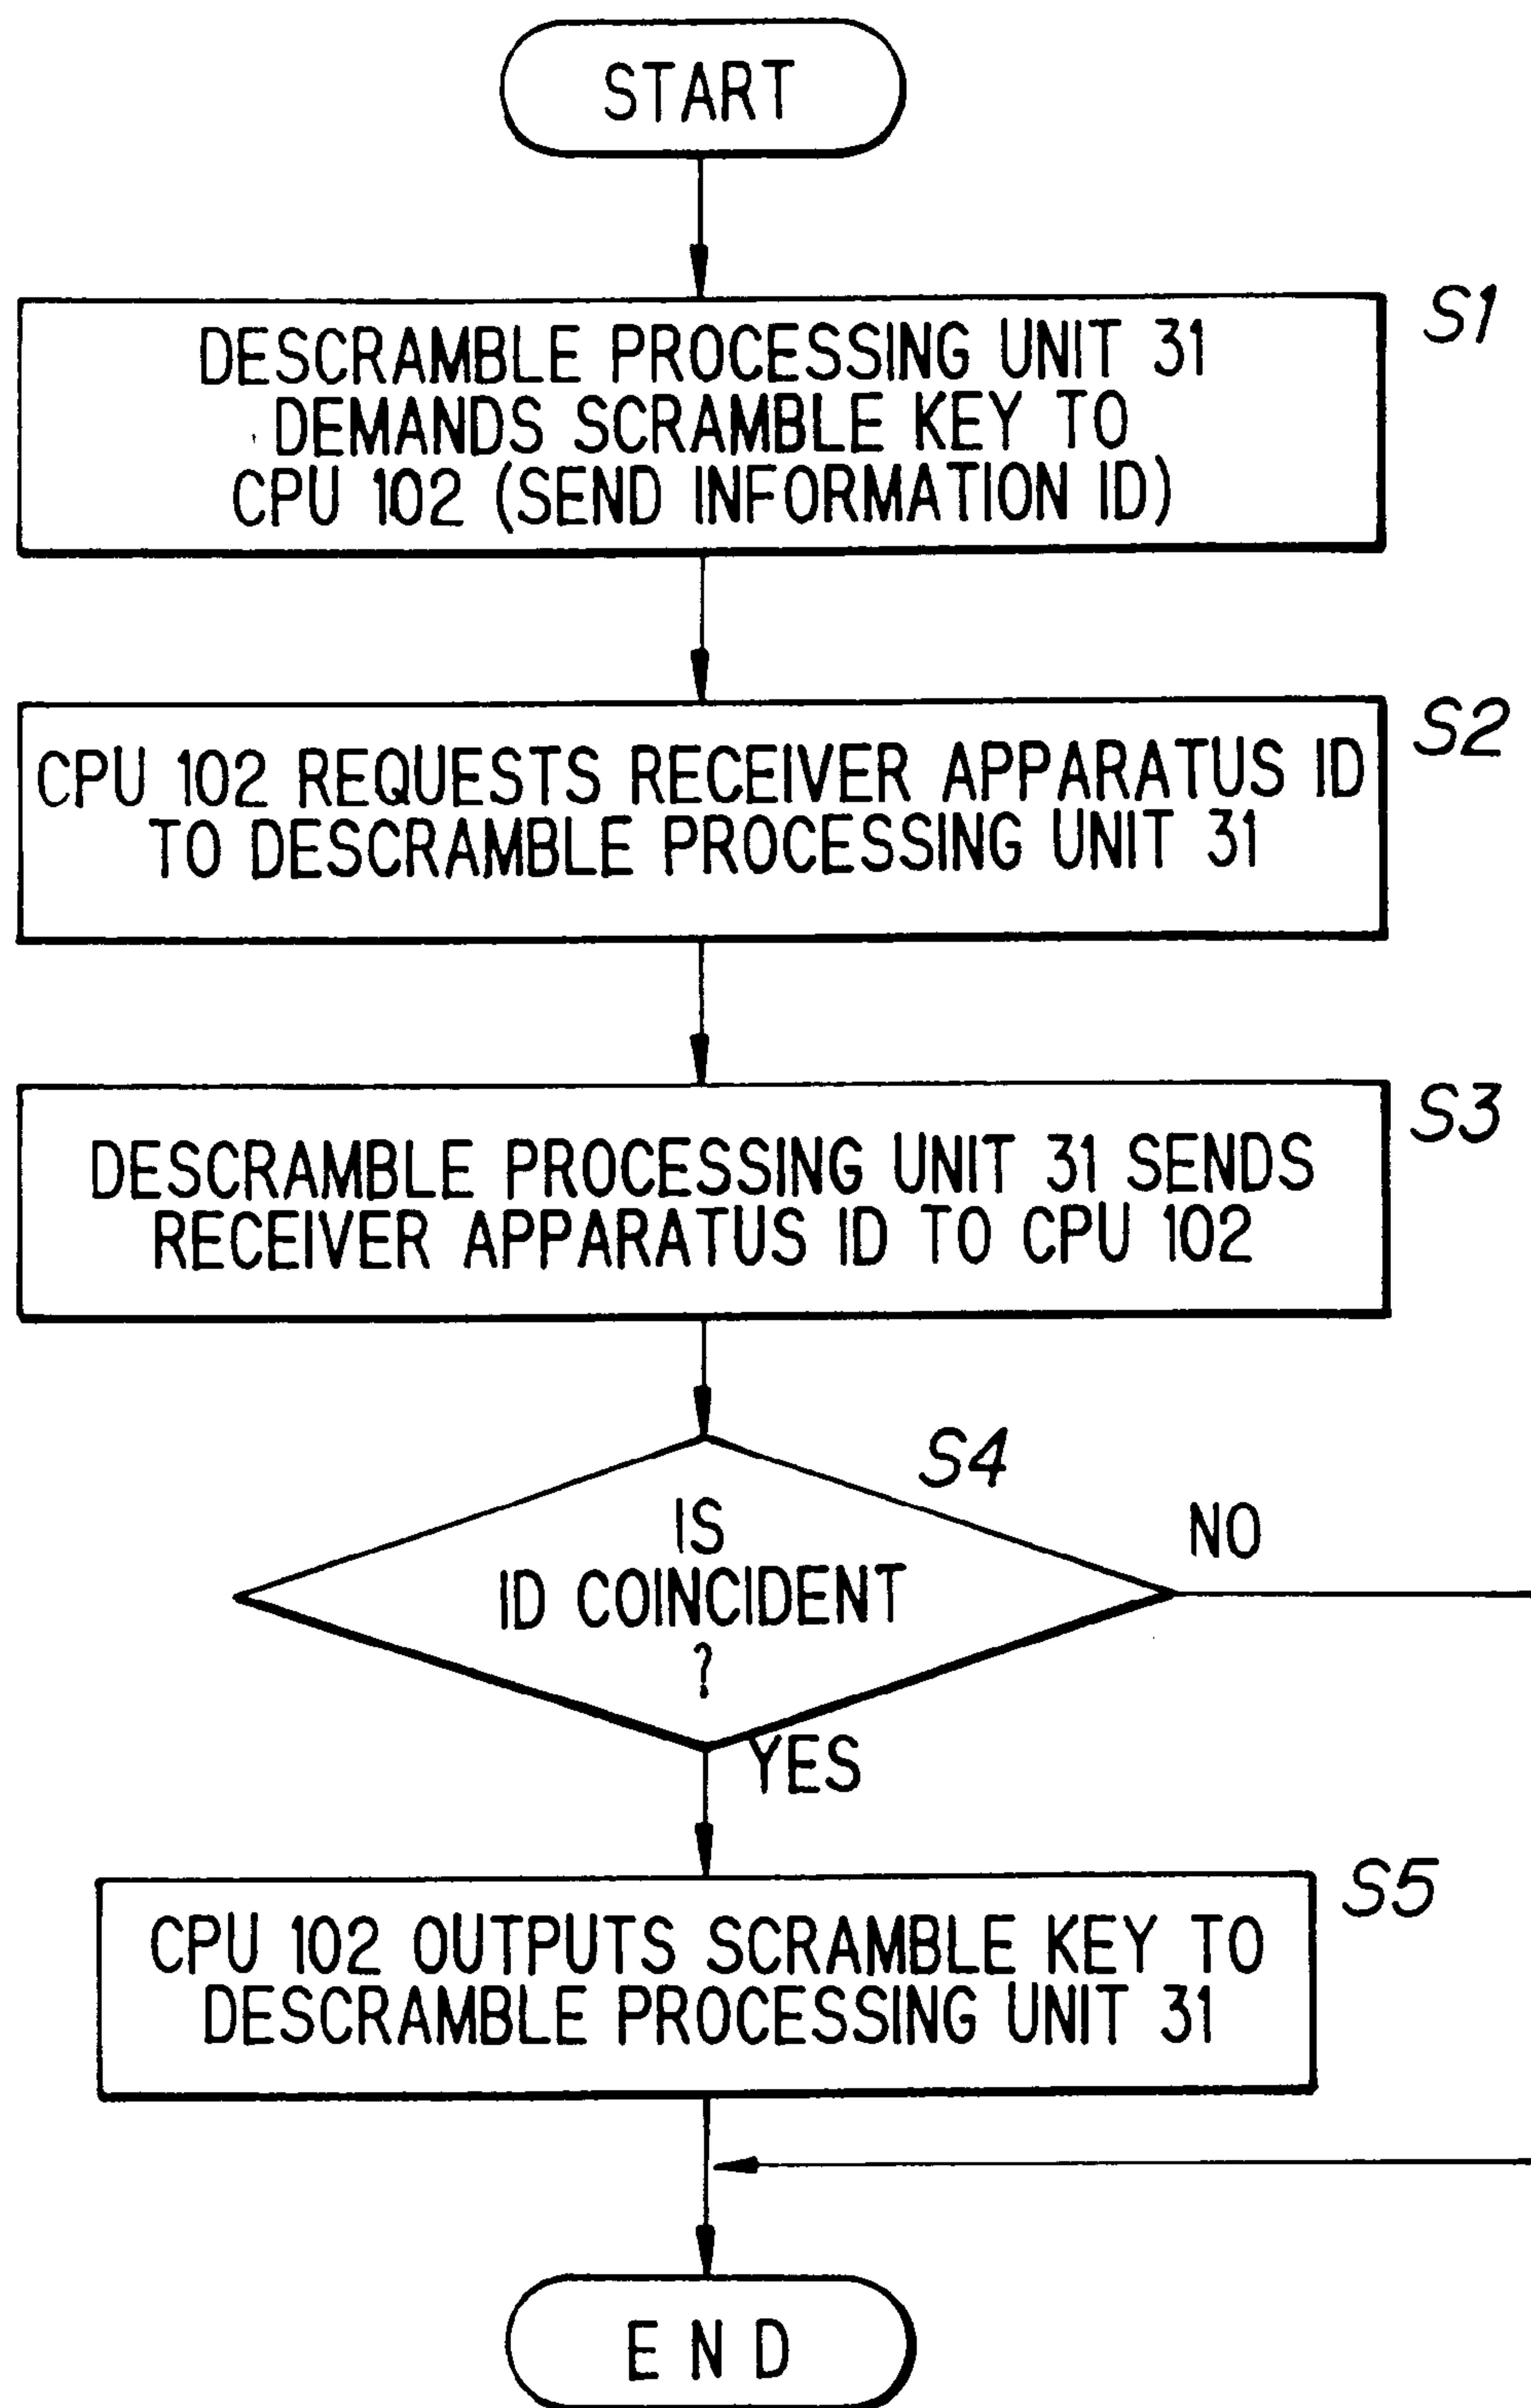 START
S1
DESCRAMBLE PROCESSING UNIT 31
DEMANDS SCRAMBLE KEY TO
CPU 102 (SEND INFORMATION ID)
S2
CPU 102 REQUESTS RECEIVER APPARATUS ID
TO DESCRAMBLE PROCESSING UNIT 31
S3
DESCRAMBLE PROCESSING UNIT 31 SENDS
RECEIVER APPARATUS ID TO CPU 102
S4
IS
ID COINCIDENT
?
NO
YES
S5
CPU 102 OUTPUTS SCRAMBLE KEY TO
DESCRAMBLE PROCESSING UNIT 31
END